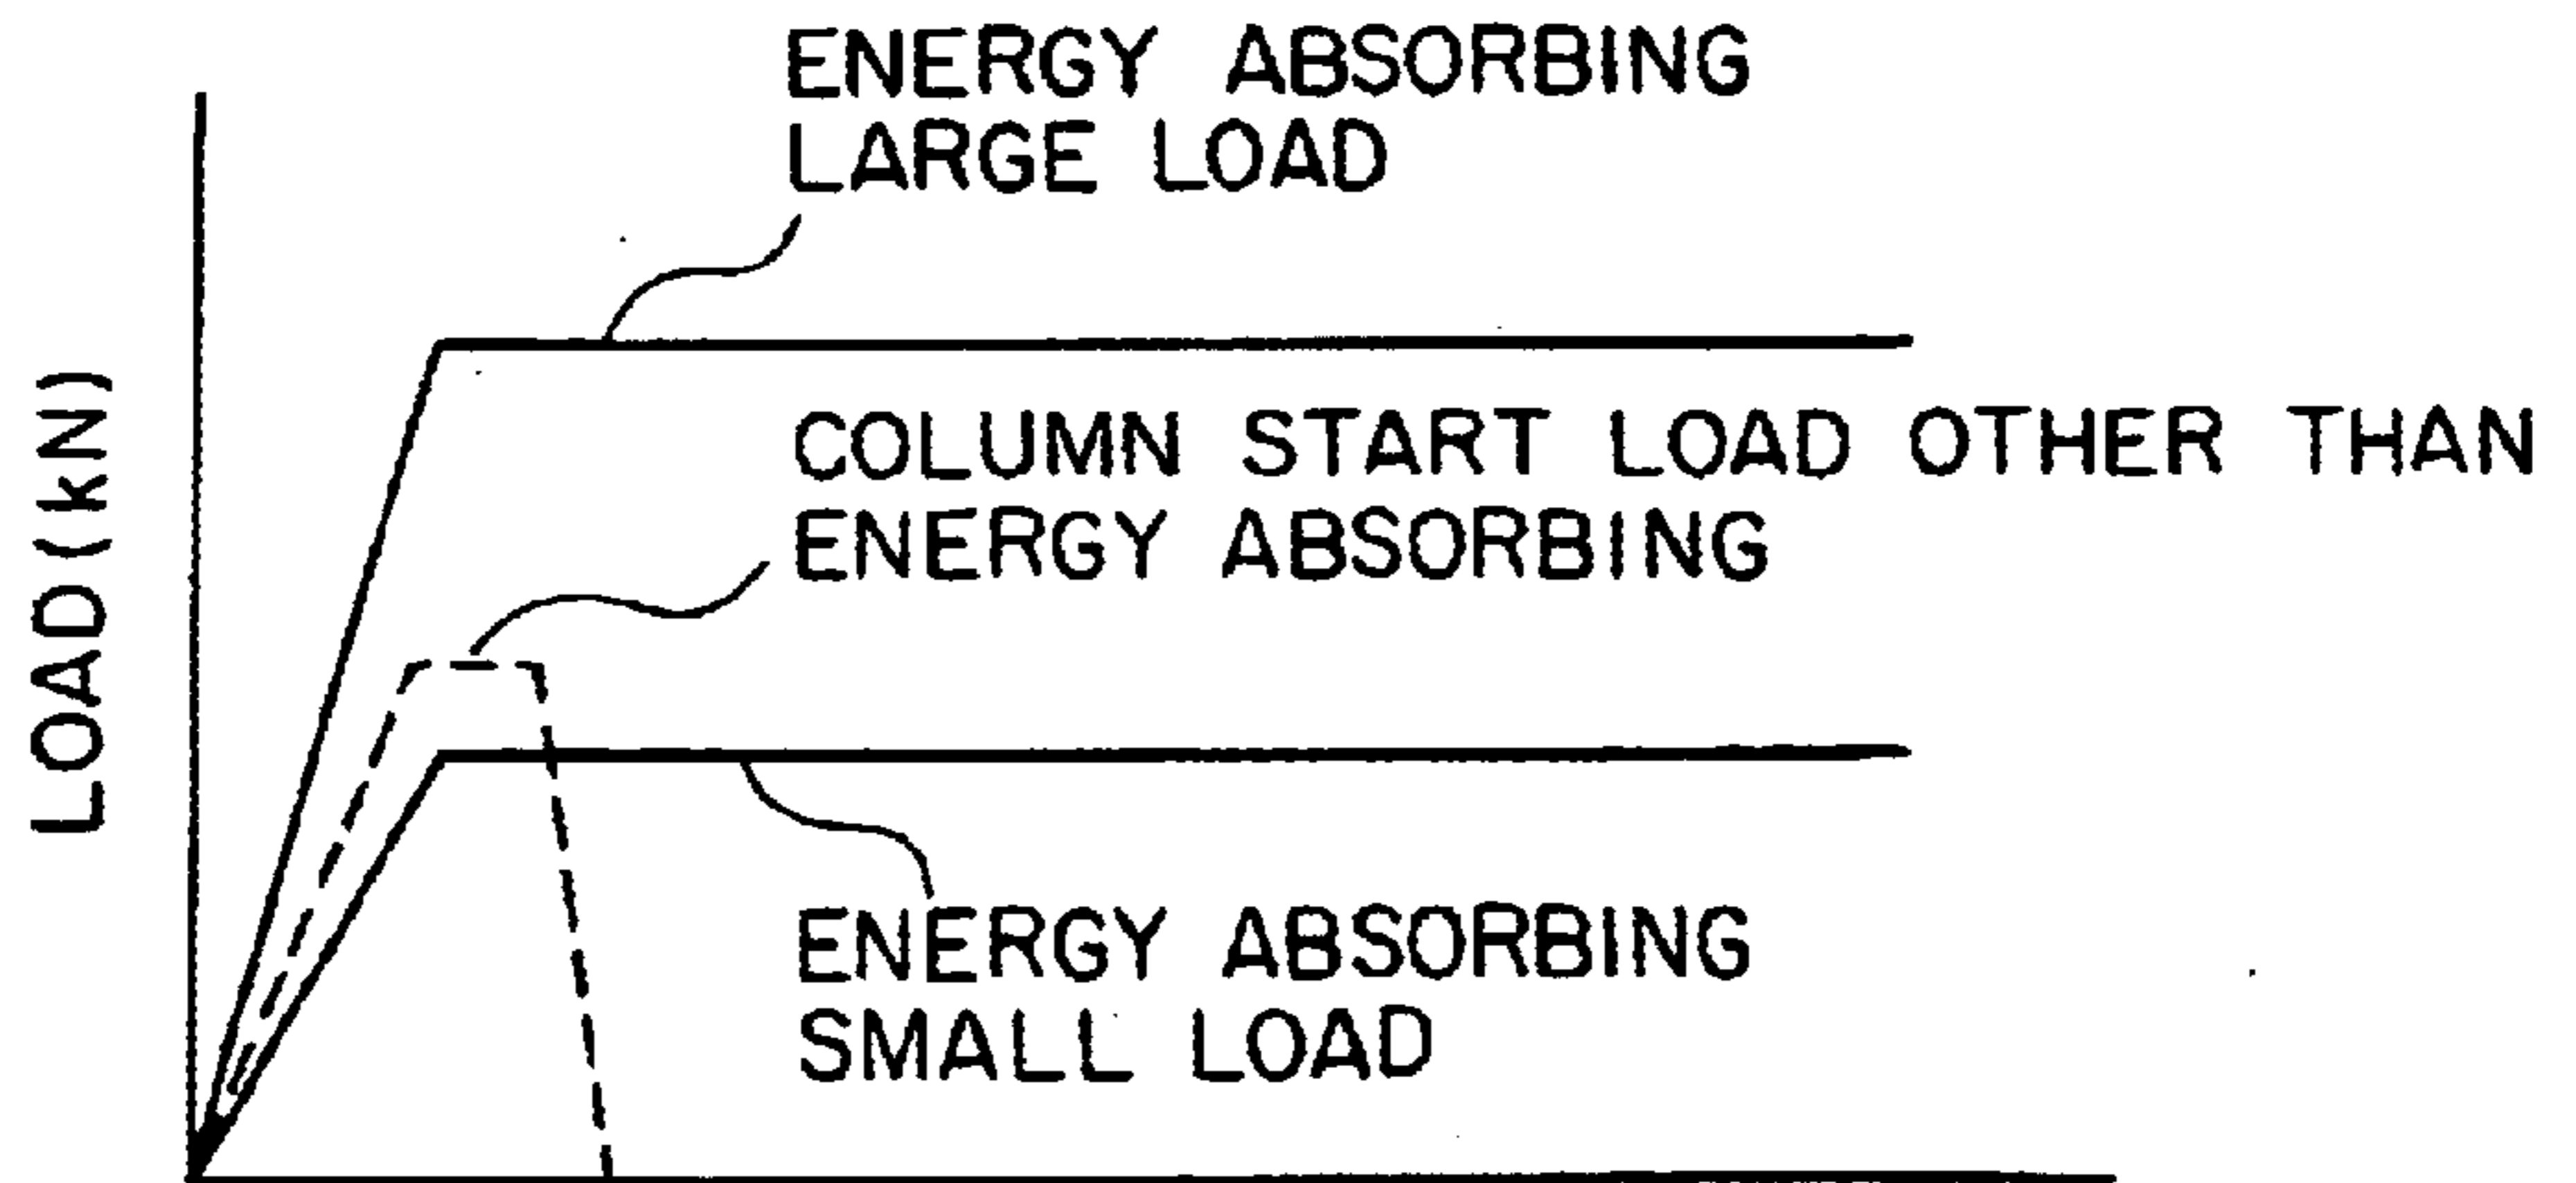 ENERGY ABSORBING
LARGE LOAD
LOAD(kN)
COLUMN START LOAD OTHER THAN
ENERGY ABSORBING
ENERGY ABSORBING
SMALL LOAD